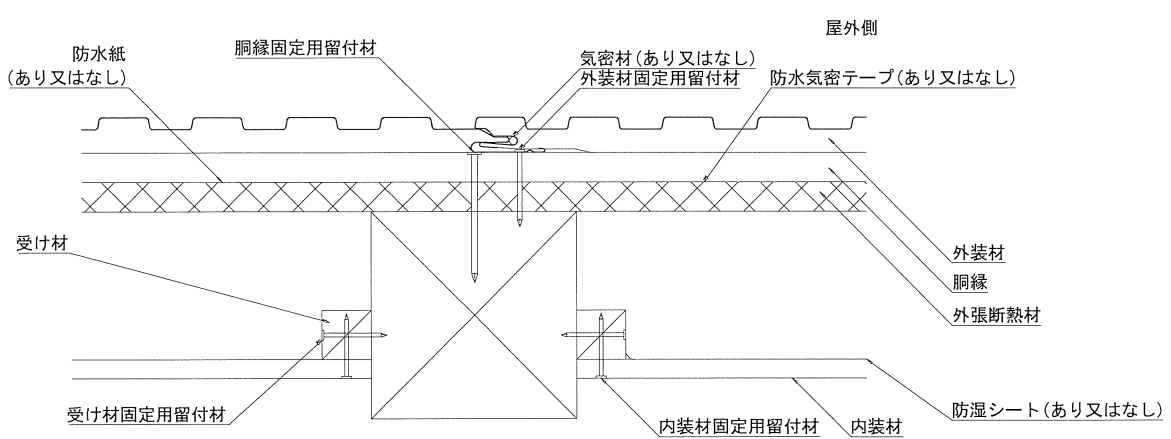 屋外側
胴縁固定用留付材
防水紙
(あり又はなし)
気密材(あり又はなし)
外装材固定用留付材
防水気密テープ(あり又はなし)
受け材
外装材
胴縁
外張断熱材
受け材固定用留付材
内装材固定用留付材
内装材
防湿シート(あり又はなし)